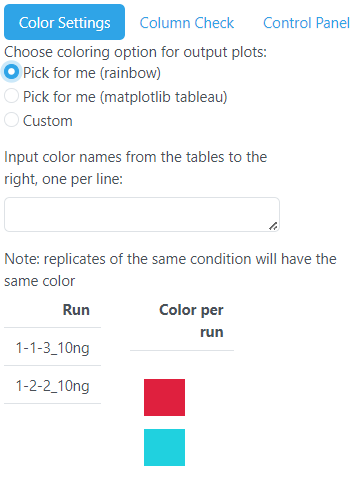 Color Settings Column Check Control Panel
Choose coloring option for output plots:
Pick for me (rainbow)
Pick for me (matplotlib tableau)
Custom
Input color names from the tables to the
right, one per line:
Note: replicates of the same condition will have the
same color
Run
1-1-3_10ng
1-2-2_10ng
Color per
run